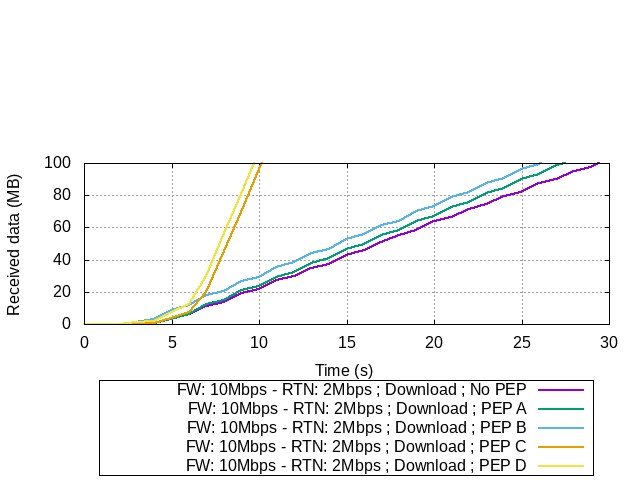 100
80
60
40
20
0
Received data (MB)
0 5 10 15 20 25 30
Time (s)
FW: 10Mbps - RTN: 2Mbps ; Download ; No PEP
FW: 10Mbps - RTN: 2Mbps ; Download ; PEP A
FW: 10Mbps - RTN: 2Mbps ; Download ; PEP B
FW: 10Mbps - RTN: 2Mbps ; Download ; PEP C
FW: 10Mbps - RTN: 2Mbps ; Download ; PEP D